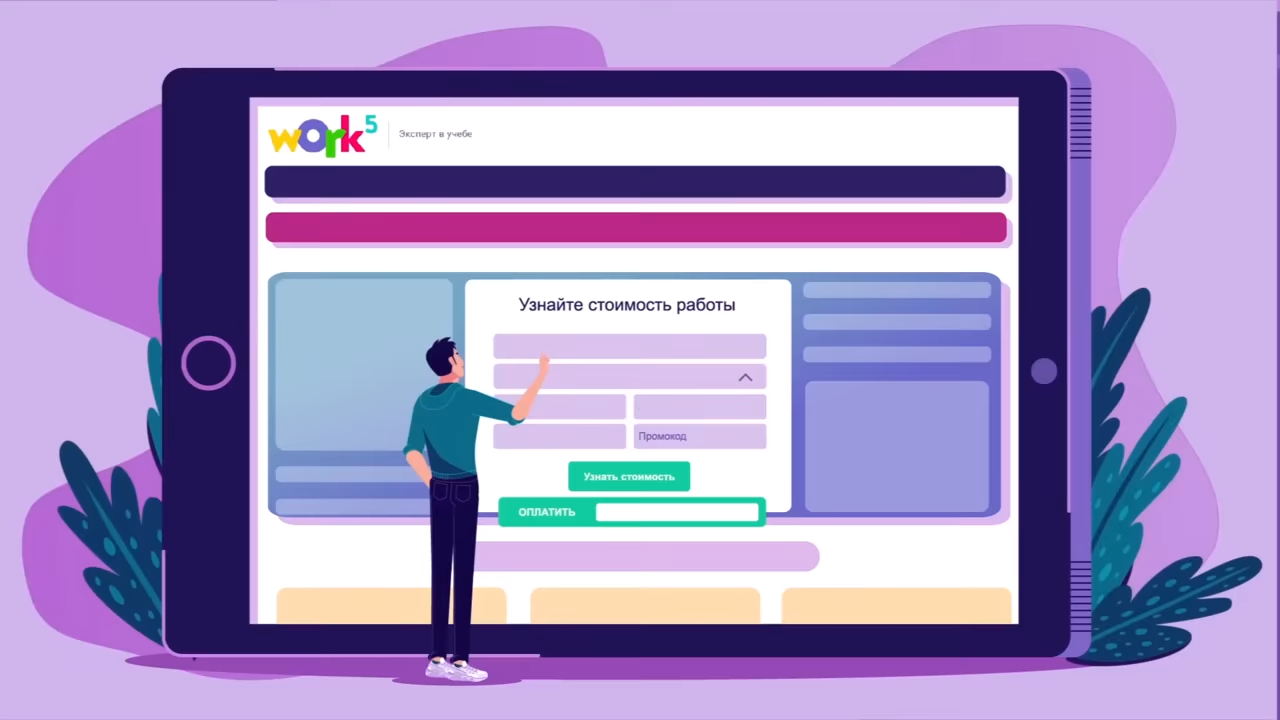 work5
Эксперт в учебе
Узнайте стоимость работы
Промокод
Узнать стоимость
ОПЛАТИТЬ